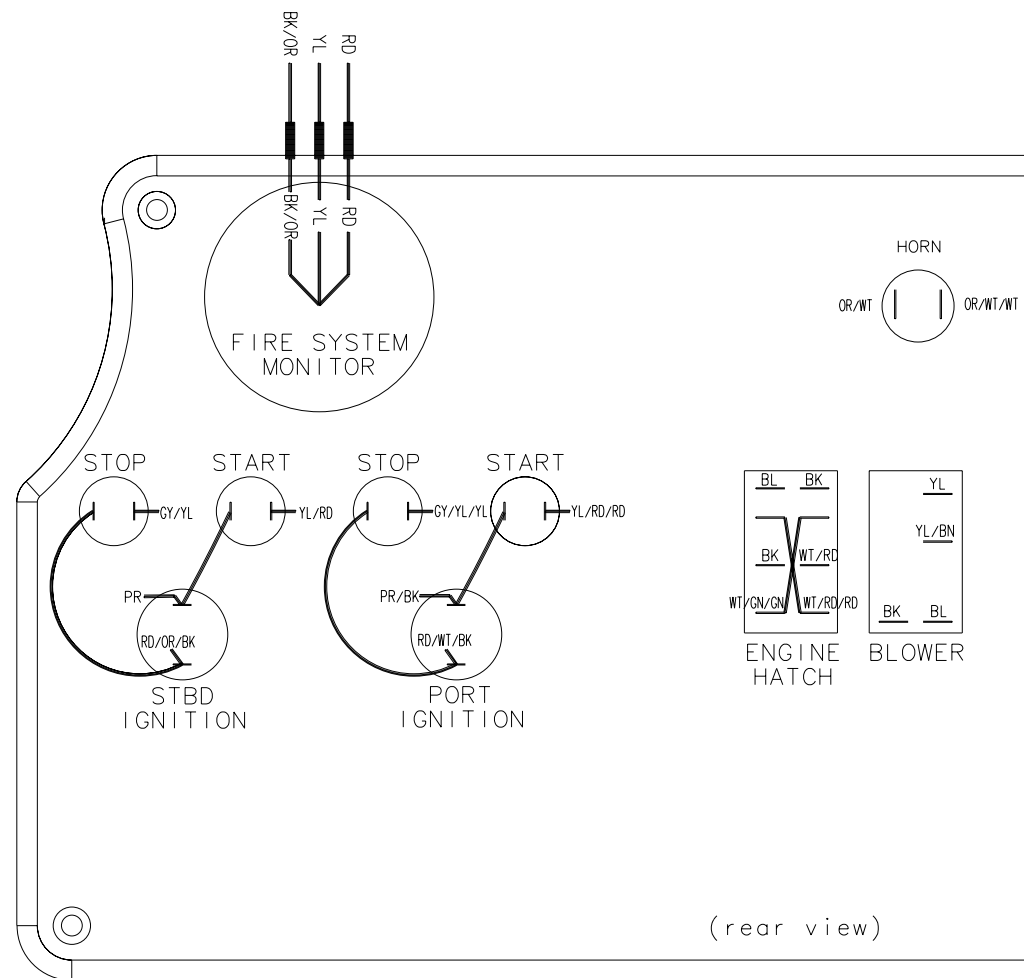 BK/OR YL RD
BK/OR YL RD
HORN
OR/WT OR/WT/WT
FIRE SYSTEM
MONITOR
STOP START STOP START
GY/YL YL/RD GY/YL/YL YL/RD/RD
BL BK YL
YL/BN
BK WT/RD
PR PR/BK WT/GN/GN WT/RD/RD
BK BL
RD/OR/BK RD/WT/BK
ENGINE
HATCH
BLOWER
STBD
IGNITION
PORT
IGNITION
(rear view)